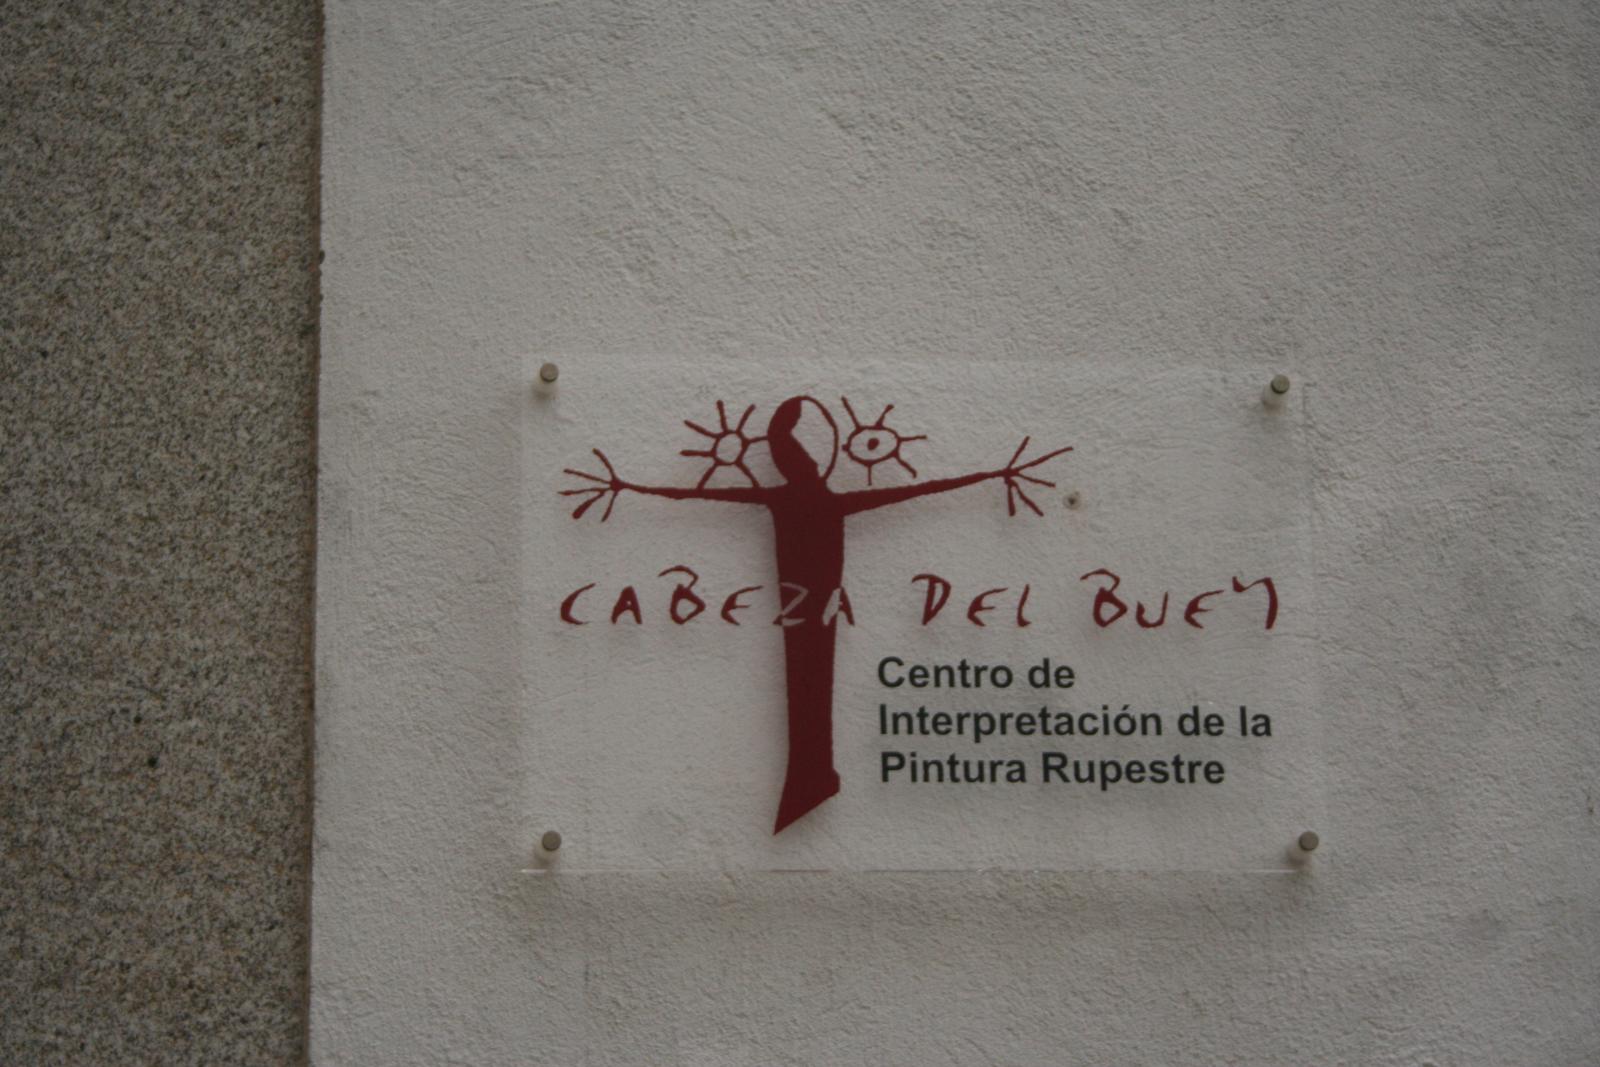 CABEZA DEL BUEY
Centro de
Interpretación de la
Pintura Rupestre